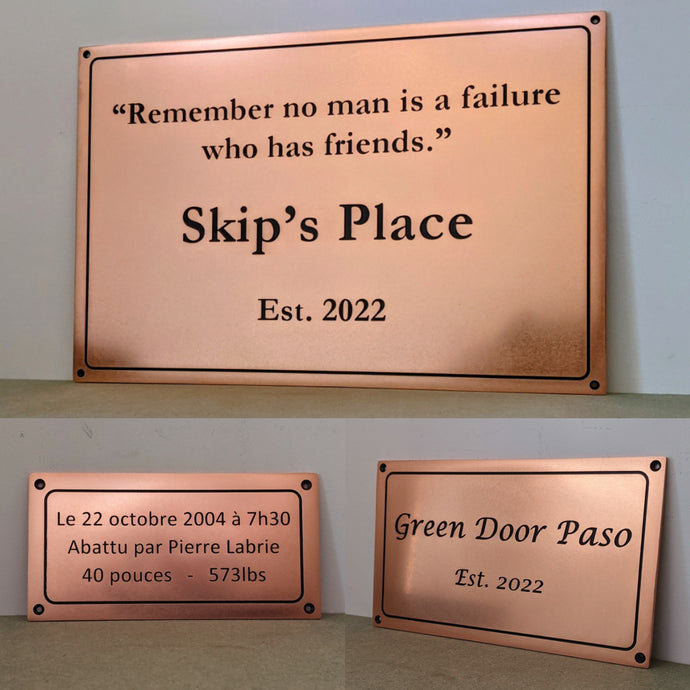 “Remember no man is a failure
who has friends.”
Skip’s Place
Est. 2022
Le 22 octobre 2004 à 7h30
Abattu par Pierre Labrie
40 pouces - 573lbs
Green Door Paso
Est. 2022